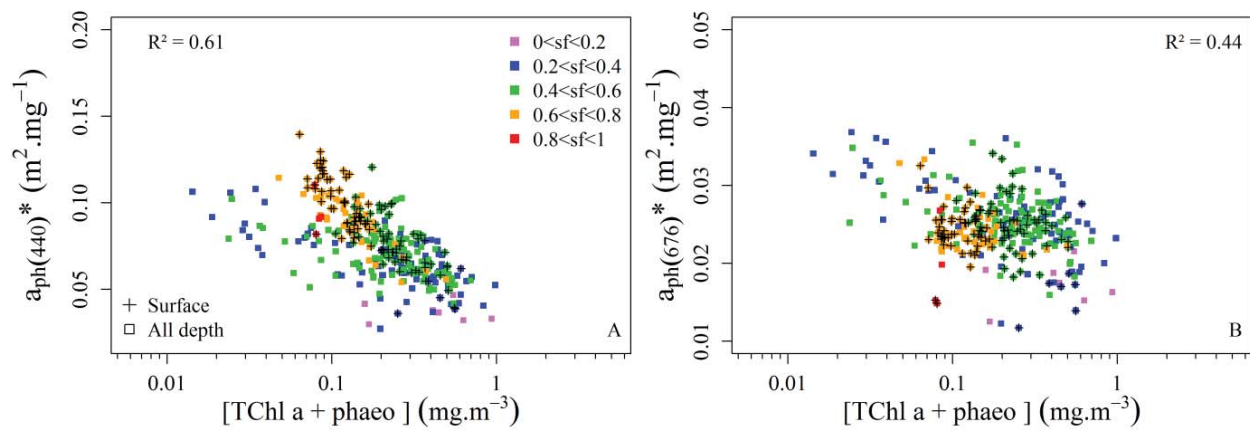 0.20
0.15
0.10
0.05
a_ph(440)* (m².mg⁻¹)
R² = 0.61
0<sf<0.2
0.2<sf<0.4
0.4<sf<0.6
0.6<sf<0.8
0.8<sf<1
+ Surface
□ All depth
A
0.01 0.1 1
[TChl a + phaeo ] (mg.m⁻³)
0.05
0.04
0.03
0.02
0.01
a_ph(676)* (m².mg⁻¹)
R² = 0.44
B
0.01 0.1 1
[TChl a + phaeo ] (mg.m⁻³)